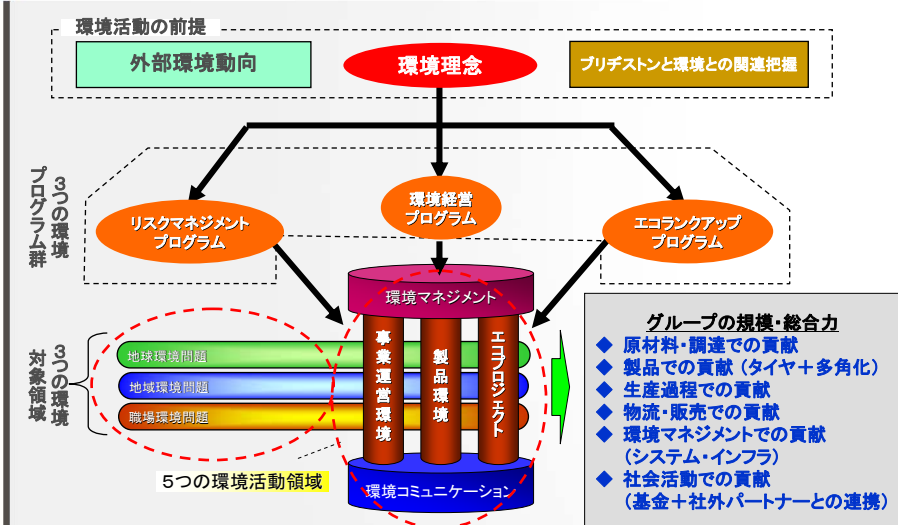 環境活動の前提
外部環境動向
環境理念
ブリヂストンと環境との関連把握
3つの環境
プログラム群
リスクマネジメント
プログラム
環境経営
プログラム
エコランクアップ
プログラム
環境マネジメント
3つの環境
対象領域
地球環境問題
地域環境問題
職場環境問題
事業運営環境
製品環境
エコプロジェクト
環境コミュニケーション
5つの環境活動領域
グループの規模・総合力
◆ 原材料・調達での貢献
◆ 製品での貢献(タイヤ+多角化)
◆ 生産過程での貢献
◆ 物流・販売での貢献
◆ 環境マネジメントでの貢献
(システム・インフラ)
◆ 社会活動での貢献
(基金+社外パートナーとの連携)